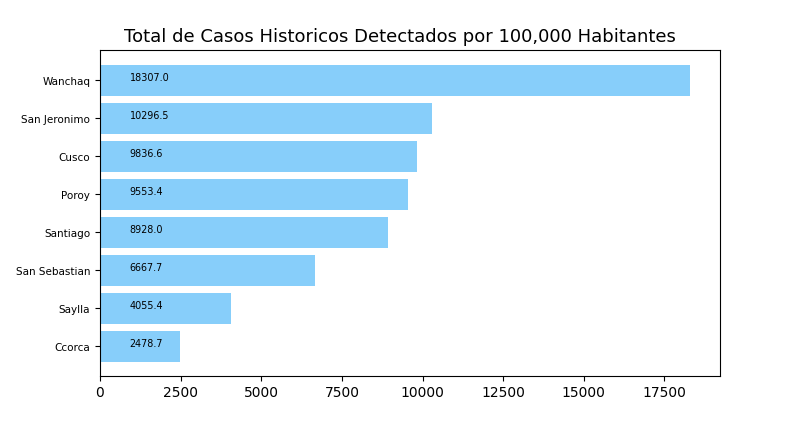 Total de Casos Historicos Detectados por 100,000 Habitantes
Wanchaq 18307.0
San Jeronimo 10296.5
Cusco 9836.6
Poroy 9553.4
Santiago 8928.0
San Sebastian 6667.7
Saylla 4055.4
Ccorca 2478.7
0 2500 5000 7500 10000 12500 15000 17500